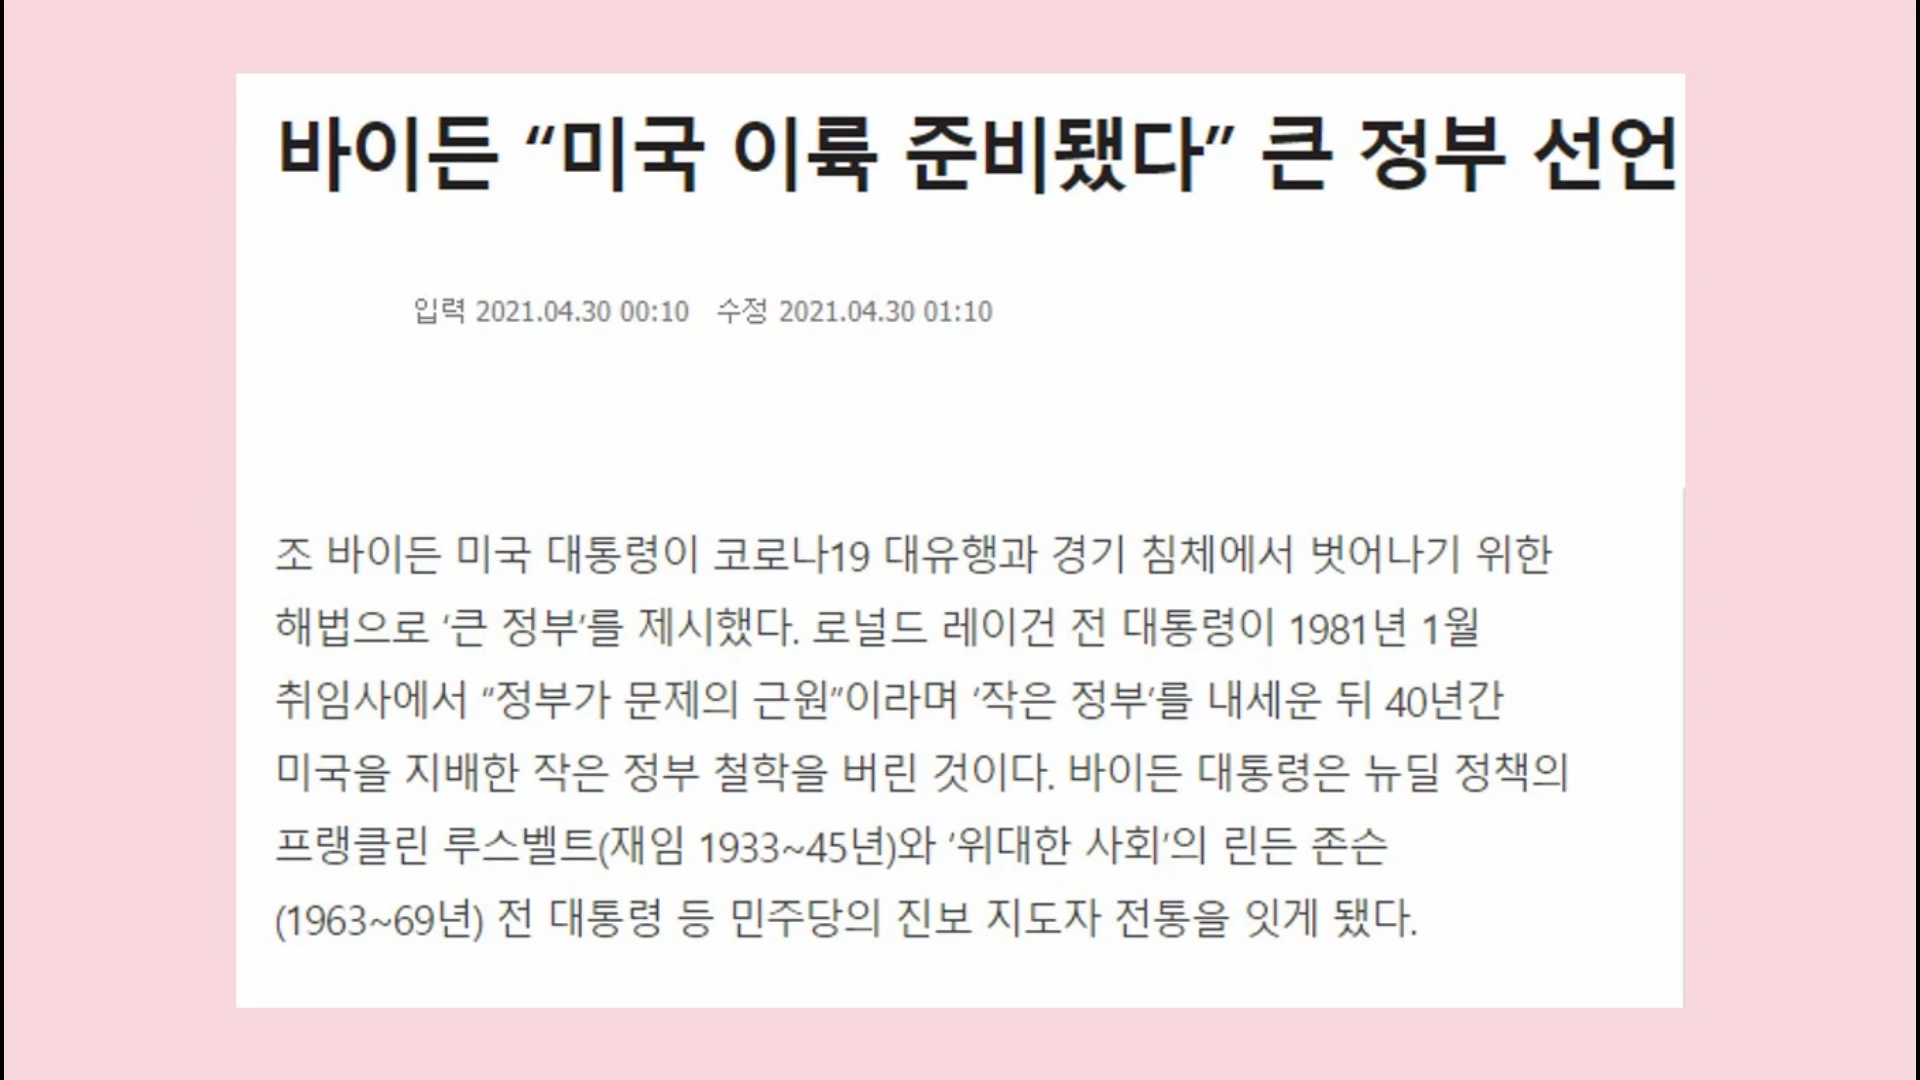 바이든 “미국 이륙 준비됐다” 큰 정부 선언
입력 2021.04.30 00:10 수정 2021.04.30 01:10
조 바이든 미국 대통령이 코로나19 대유행과 경기 침체에서 벗어나기 위한
해법으로 ‘큰 정부’를 제시했다. 로널드 레이건 전 대통령이 1981년 1월
취임사에서 “정부가 문제의 근원”이라며 ‘작은 정부’를 내세운 뒤 40년간
미국을 지배한 작은 정부 철학을 버린 것이다. 바이든 대통령은 뉴딜 정책의
프랭클린 루스벨트(재임 1933~45년)와 ‘위대한 사회’의 린든 존슨
(1963~69년) 전 대통령 등 민주당의 진보 지도자 전통을 잇게 됐다.